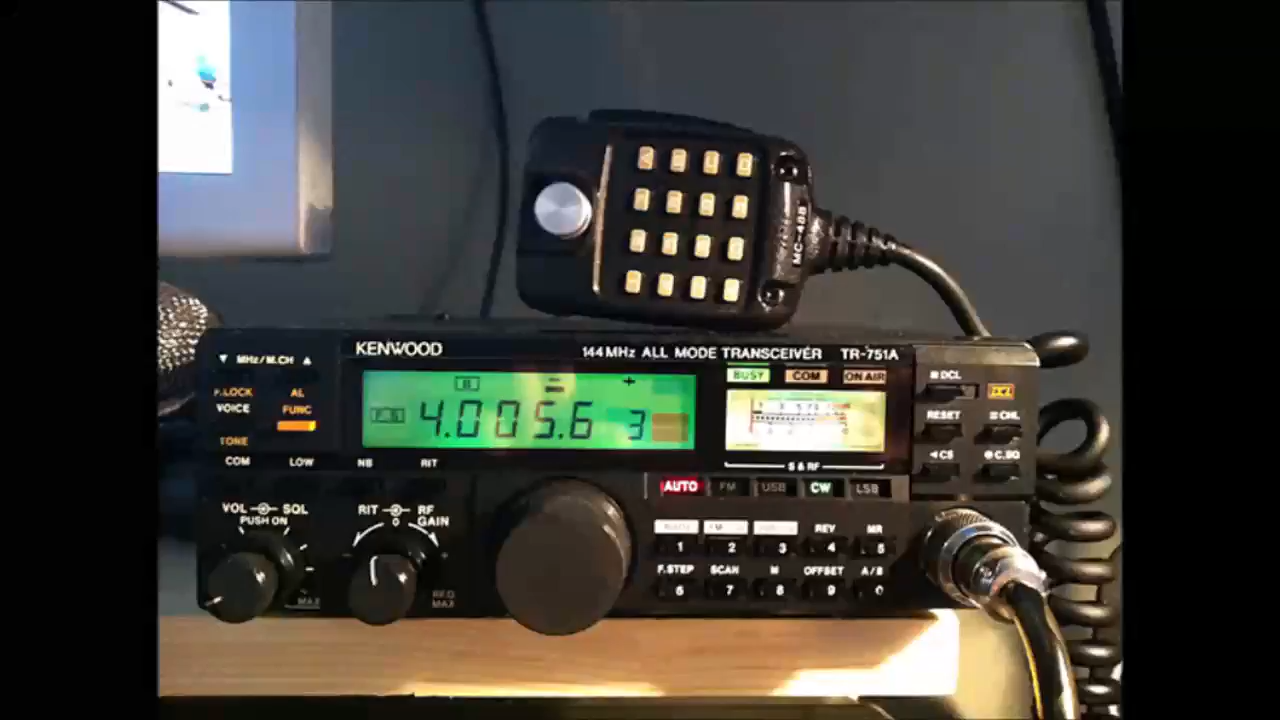 MC-48B
▼ MHz/M.CH ▲
KENWOOD
144MHz ALL MODE TRANSCEIVER TR-751A
F.LOCK AL
VOICE FUNC
TONE
COM LOW NB RIT
B
4.005.6 3
BUSY COM ON AIR
S & RF
DCL
RESET CHL
CS C.SQ
AUTO FM USB CW LSB
VOL SQL
PUSH ON
MAX
RIT RF
0 GAIN
MAX
REV MR
1 2 3 4 5
F.STEP SCAN M OFFSET A/B
6 7 8 9 0